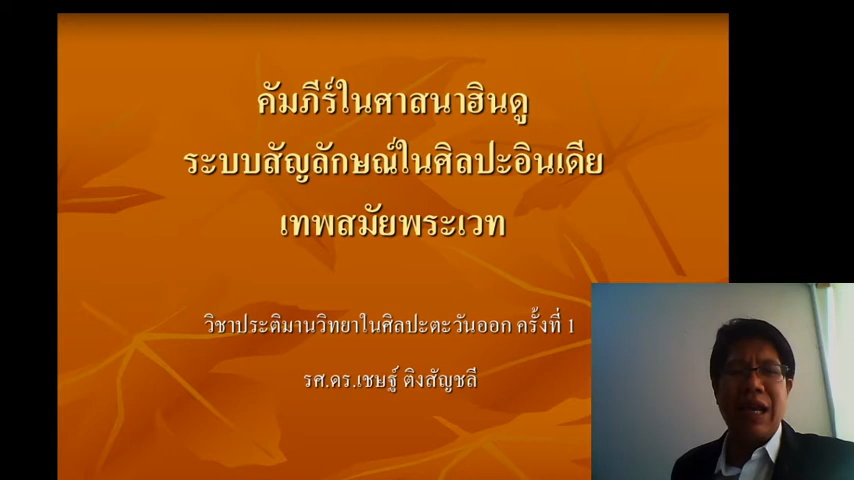 คัมภีร์ในศาสนาฮินดู
ระบบสัญลักษณ์ในศิลปะอินเดีย
เทพสมัยพระเวท
วิชาประติมานวิทยาในศิลปะตะวันออก ครั้งที่ 1
รศ.ดร.เชษฐ์ ติงสัญชลี